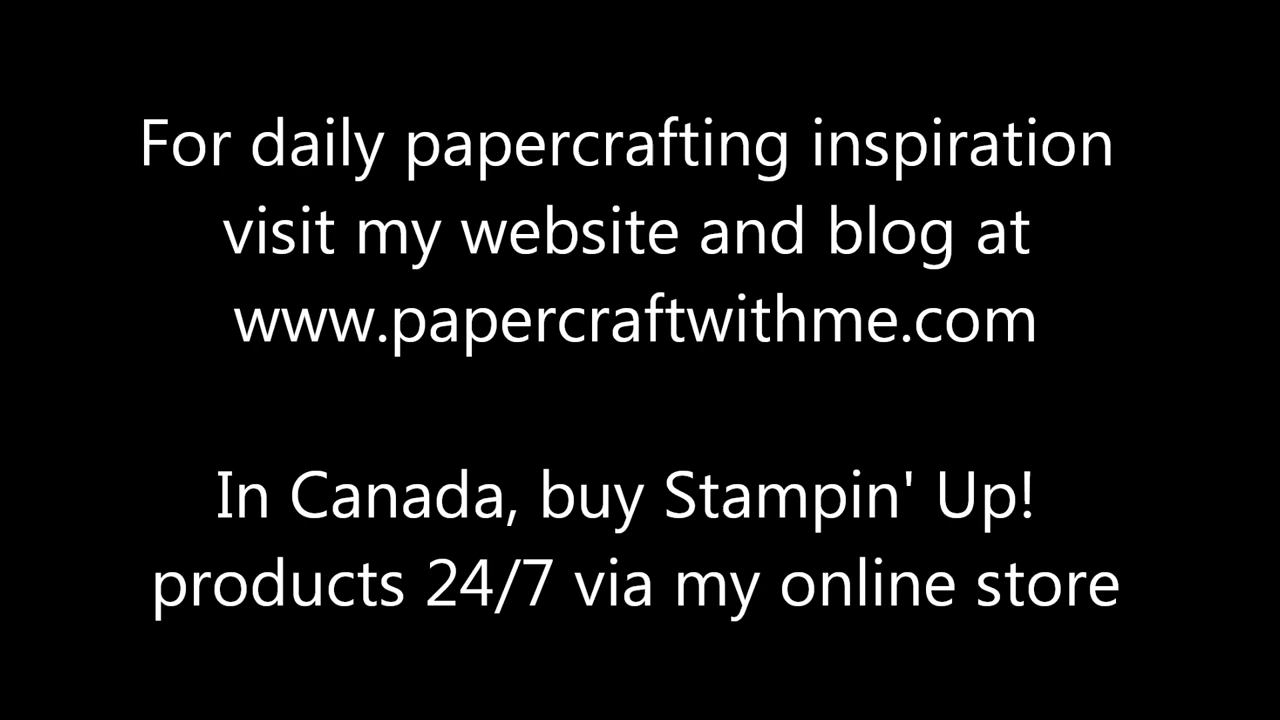 For daily papercrafting inspiration
visit my website and blog at
www.papercraftwithme.com
In Canada, buy Stampin' Up!
products 24/7 via my online store